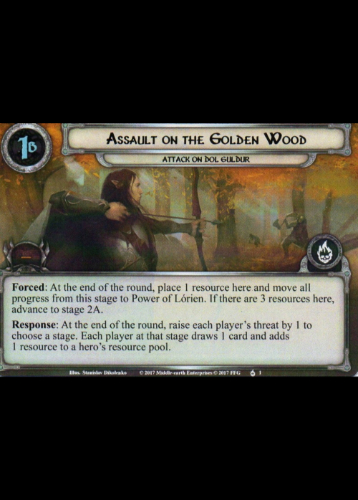 1B
Assault on the Golden Wood
Attack on Dol Guldur
Forced: At the end of the round, place 1 resource here and move all
progress from this stage to Power of Lórien. If there are 3 resources here,
advance to stage 2A.
Response: At the end of the round, raise each player's threat by 1 to
choose a stage. Each player at that stage draws 1 card and adds
1 resource to a hero's resource pool.
Illus. Stanislav Dikolenko © 2017 Middle-earth Enterprises © 2017 FFG 1